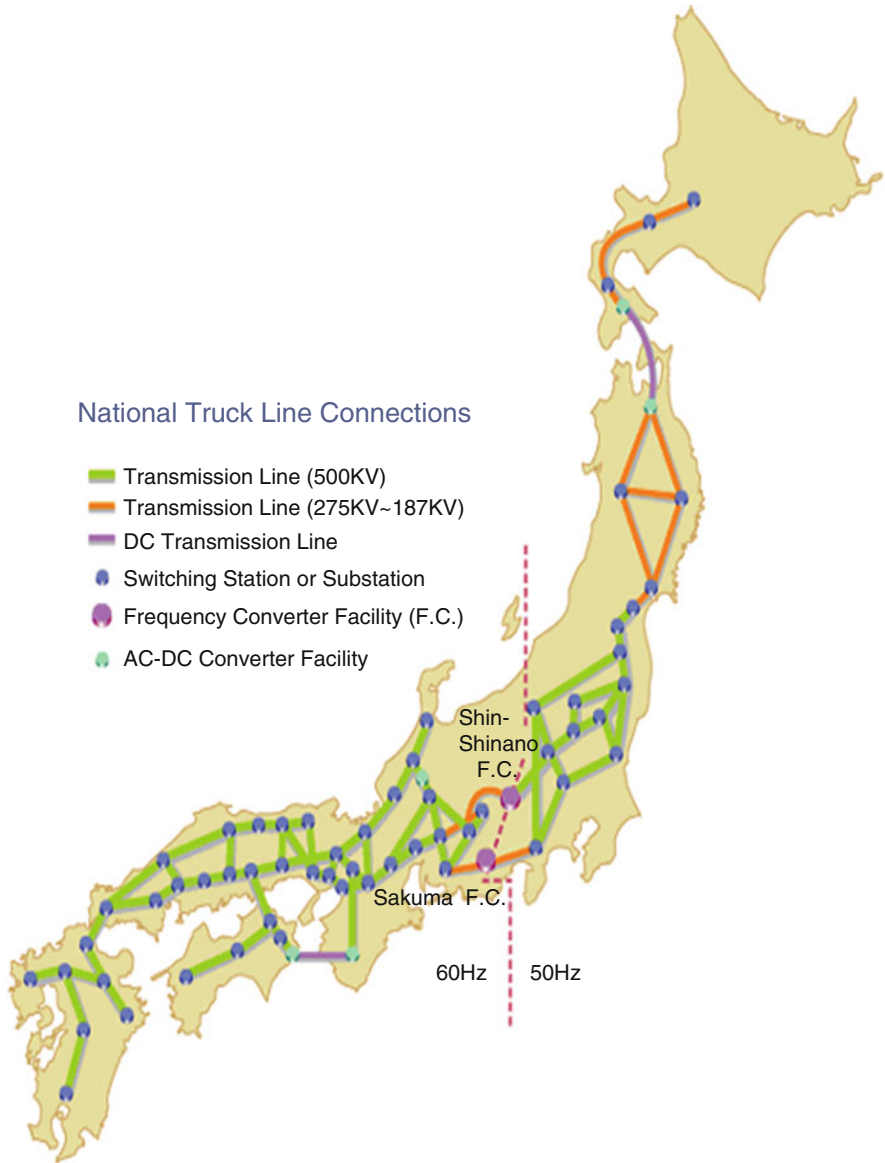 National Truck Line Connections
Transmission Line (500KV)
Transmission Line (275KV~187KV)
DC Transmission Line
Switching Station or Substation
Frequency Converter Facility (F.C.)
AC-DC Converter Facility
Shin-
Shinano
F.C.
Sakuma F.C.
60Hz
50Hz